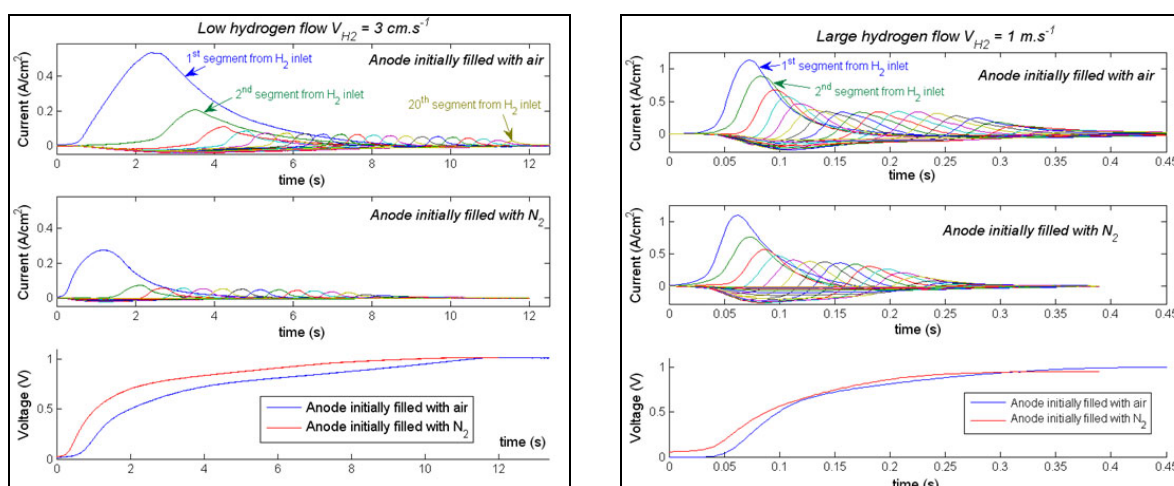 Low hydrogen flow V_H2 = 3 cm.s⁻¹
Anode initially filled with air
1st segment from H2 inlet
2nd segment from H2 inlet
20th segment from H2 inlet
Current (A/cm²)
0.4
0.2
0
0 2 4 6 8 10 12
time (s)
Anode initially filled with N2
Current (A/cm²)
0.4
0.2
0
0 2 4 6 8 10 12
time (s)
Voltage (V)
1
0.5
0
Anode initially filled with air
Anode initially filled with N2
time (s)
0 2 4 6 8 10 12
Large hydrogen flow V_H2 = 1 m.s⁻¹
1st segment from H2 inlet
Anode initially filled with air
2nd segment from H2 inlet
Current (A/cm²)
1
0.5
0
0 0.05 0.1 0.15 0.2 0.25 0.3 0.35 0.4 0.45
time (s)
Anode initially filled with N2
Current (A/cm²)
1
0.5
0
0 0.05 0.1 0.15 0.2 0.25 0.3 0.35 0.4 0.45
time (s)
Voltage (V)
1
0.5
0
Anode initially filled with air
Anode initially filled with N2
0 0.05 0.1 0.15 0.2 0.25 0.3 0.35 0.4 0.45
time (s)